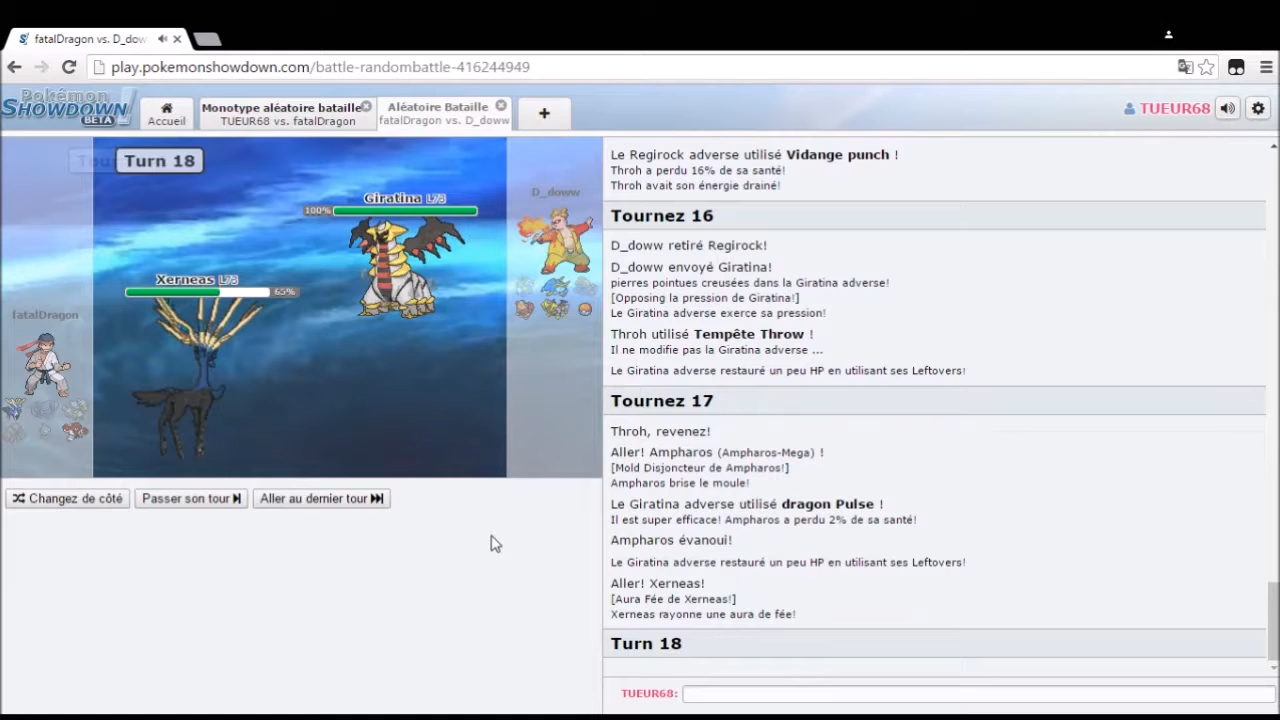 fatalDragon vs. D_dow
play.pokemonshowdown.com/battle-randombattle-416244949
Pokémon
SHOWDOWN!
BETA
Accueil
Monotype aléatoire bataille
TUEUR68 vs. fatalDragon
Aléatoire Bataille
fatalDragon vs. D_doww
TUEUR68
Turn 18
Giratina L73
100%
D_doww
Xerneas L73
65%
fatalDragon
Changez de côté
Passer son tour
Aller au dernier tour
Le Regirock adverse utilisé Vidange punch !
Throh a perdu 16% de sa santé!
Throh avait son énergie drainé!
Tournez 16
D_doww retiré Regirock!
D_doww envoyé Giratina!
pierres pointues creusées dans la Giratina adverse!
[Opposing la pression de Giratina!]
Le Giratina adverse exerce sa pression!
Throh utilisé Tempête Throw !
Il ne modifie pas la Giratina adverse ...
Le Giratina adverse restauré un peu HP en utilisant ses Leftovers!
Tournez 17
Throh, revenez!
Aller! Ampharos (Ampharos-Mega) !
[Mold Disjoncteur de Ampharos!]
Ampharos brise le moule!
Le Giratina adverse utilisé dragon Pulse !
Il est super efficace! Ampharos a perdu 2% de sa santé!
Ampharos évanoui!
Le Giratina adverse restauré un peu HP en utilisant ses Leftovers!
Aller! Xerneas!
[Aura Fée de Xerneas!]
Xerneas rayonne une aura de fée!
Turn 18
TUEUR68: